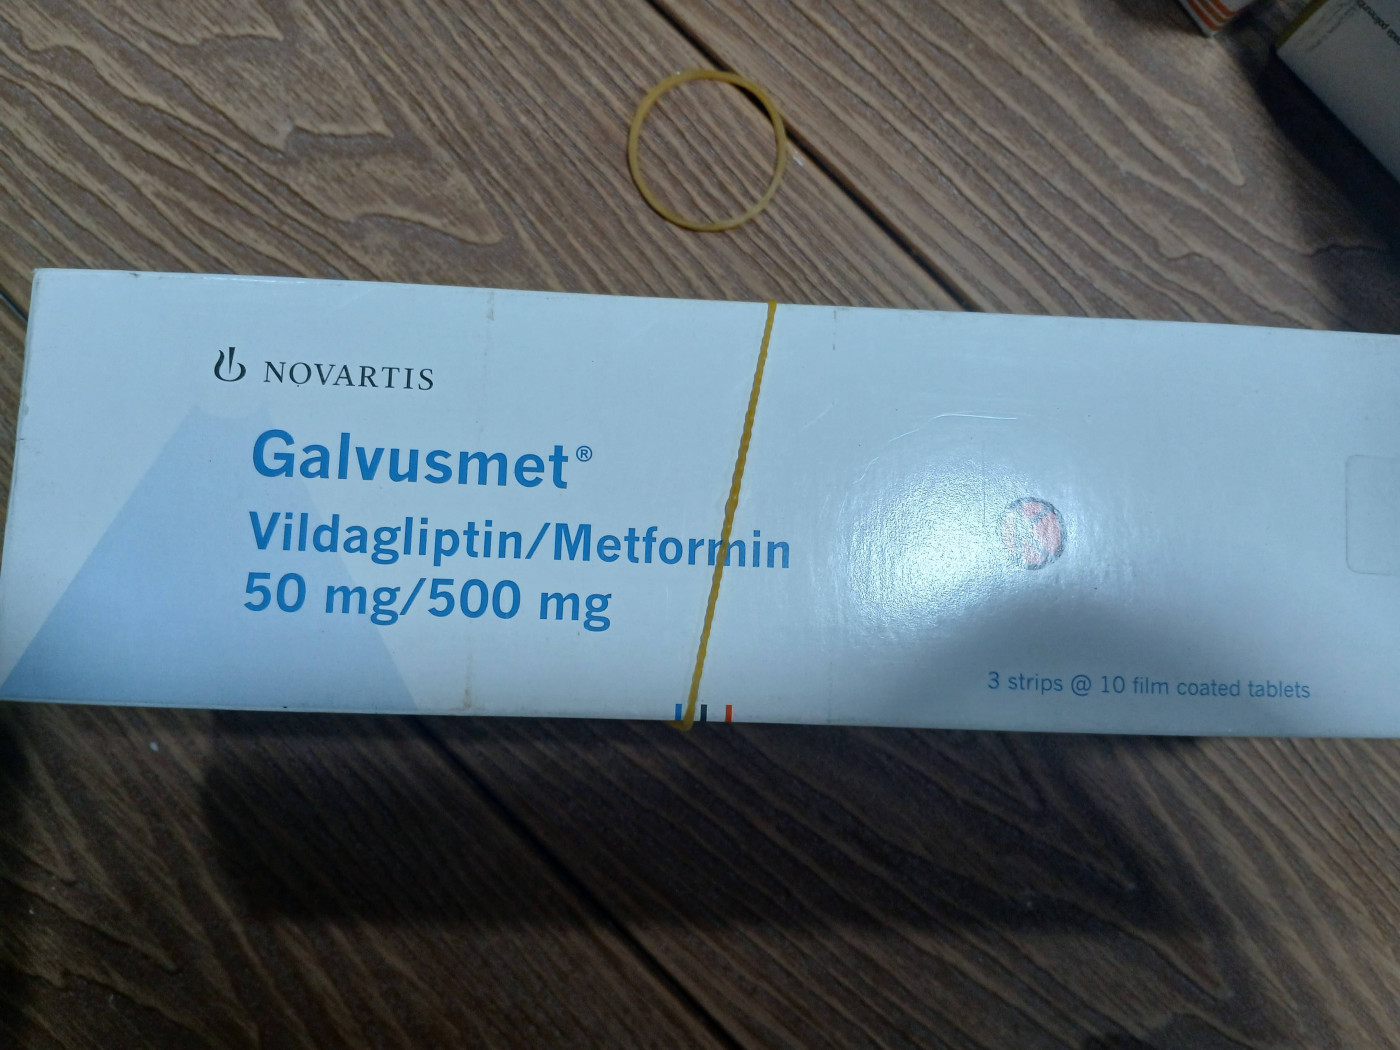 NOVARTIS
Galvusmet®
Vildagliptin/Metformin
50 mg/500 mg
3 strips @ 10 film coated tablets